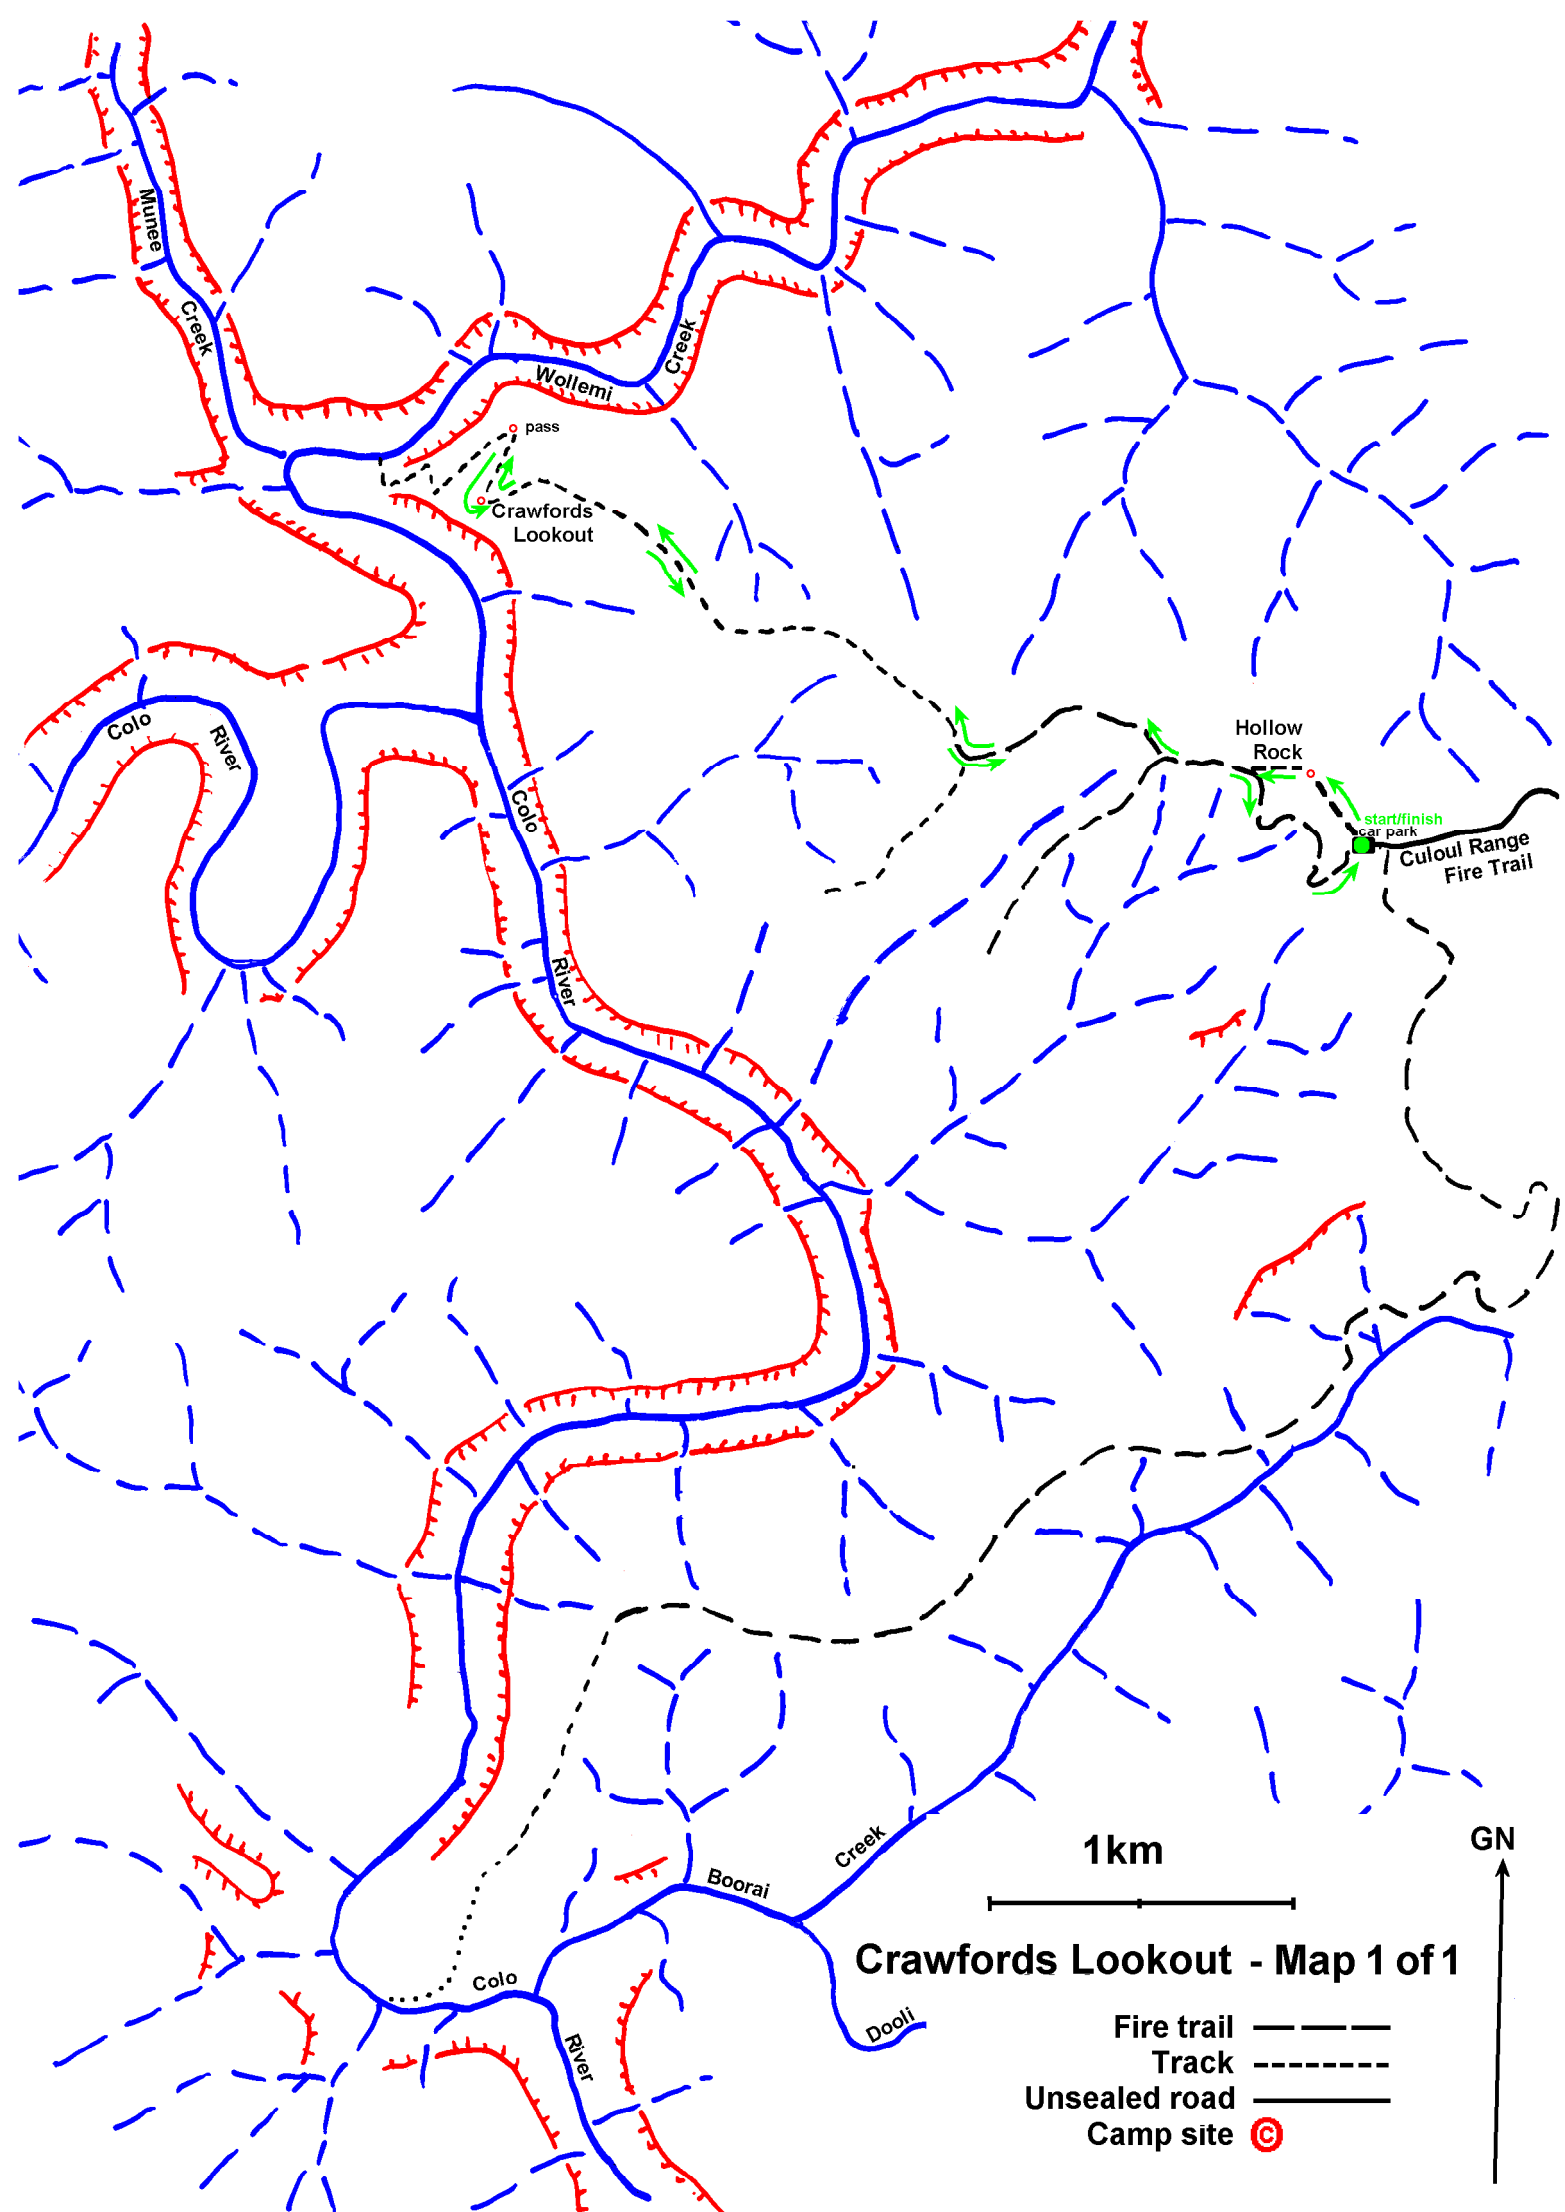 Munee
Creek
Creek
Wollemi
pass
Crawfords
Lookout
Colo
River
Hollow
Rock
Colo
start/finish
car park
Culoul Range
Fire Trail
River
1km
GN
Creek
Boorai
Crawfords Lookout - Map 1 of 1
Colo
Dooli
River
Fire trail
Track
Unsealed road
Camp site ©